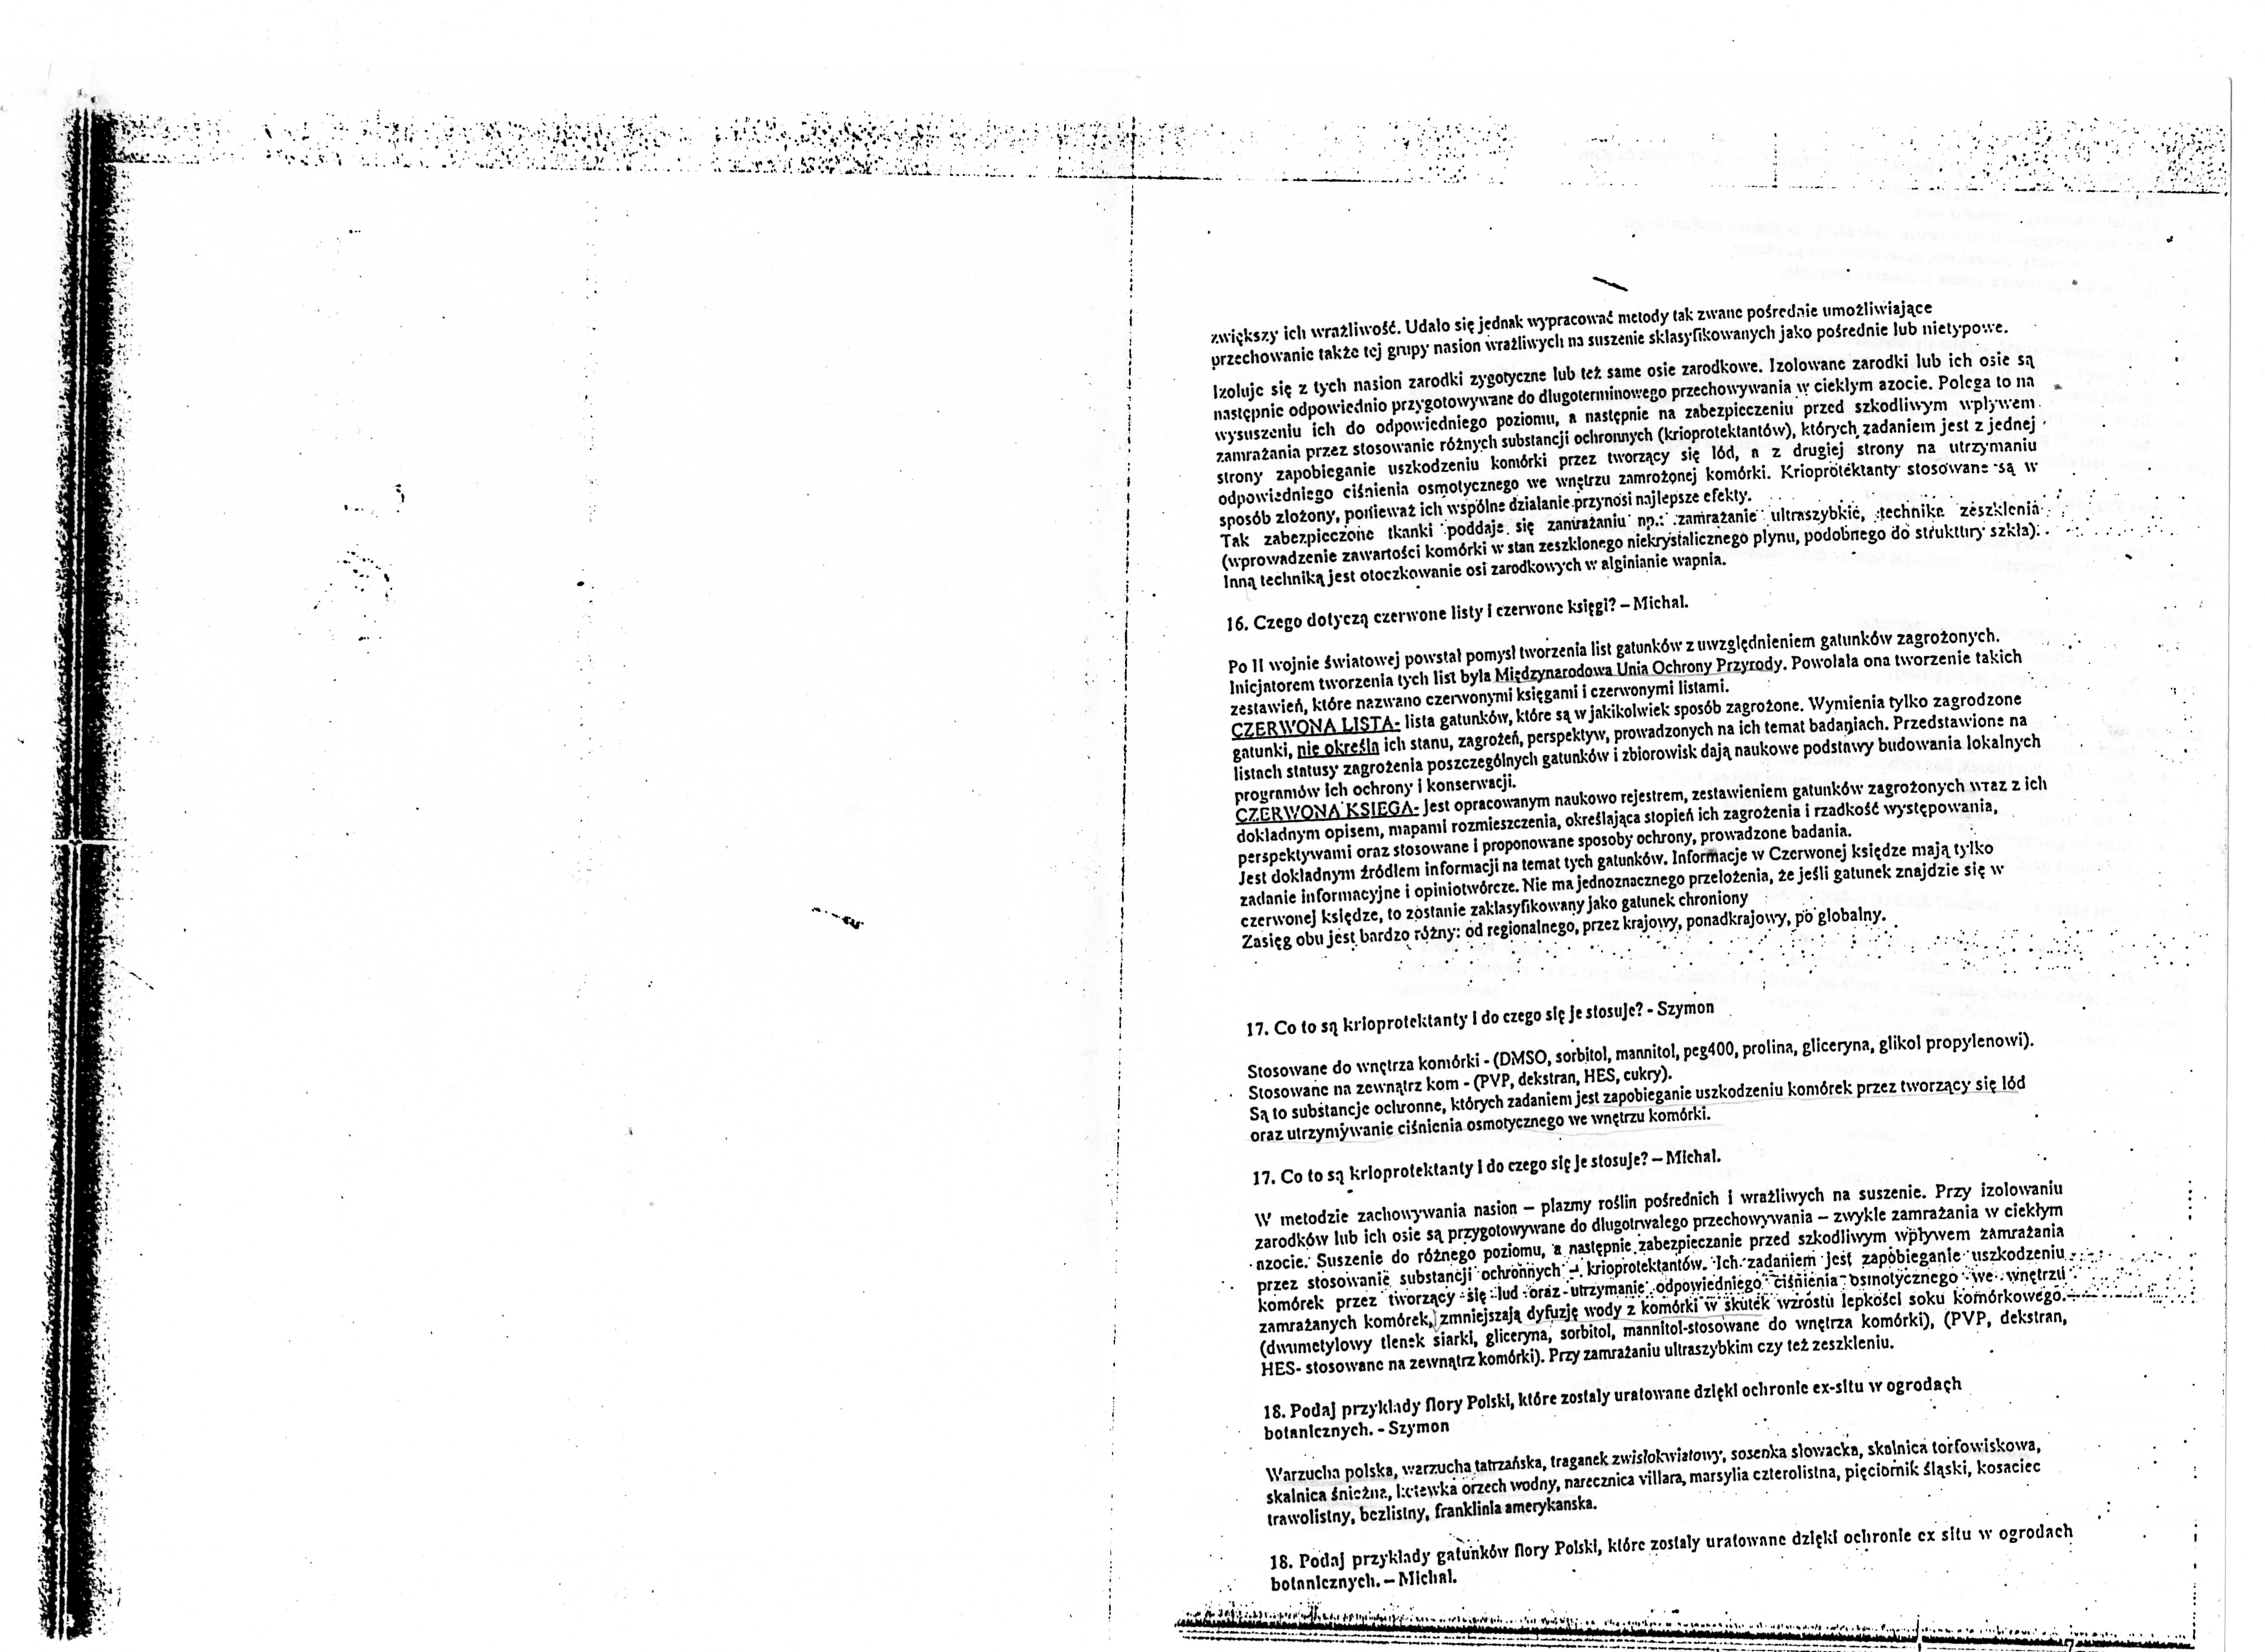 zwiększy ich wrażliwość. Udało się jednak wypracować metody tak zwane pośrednie umożliwiające
przechowanie także tej grupy nasion wrażliwych na suszenie sklasyfikowanych jako pośrednie lub nietypowe.
Izoluje się z tych nasion zarodki zygotyczne lub też same osie zarodkowe. Izolowane zarodki lub ich osie są
następnie odpowiednio przygotowywane do długoterminowego przechowywania w ciekłym azocie. Polega to na
wysuszeniu ich do odpowiedniego poziomu, a następnie na zabezpieczeniu przed szkodliwym wpływem
zamrażania przez stosowanie różnych substancji ochronnych (krioprotektantów), których zadaniem jest z jednej
strony zapobieganie uszkodzeniu komórki przez tworzący się lód, a z drugiej strony na utrzymaniu
odpowiedniego ciśnienia osmotycznego we wnętrzu zamrożonej komórki. Krioprotektanty stosowane są w
sposób złożony, ponieważ ich wspólne działanie przynosi najlepsze efekty.
Tak zabezpieczone tkanki poddaje się zamrażaniu np.: zamrażanie ultraszybkie, technika zeszklenia
(wprowadzenie zawartości komórki w stan zeszklonego niekrystalicznego płynu, podobnego do struktury szkła).
Inną techniką jest otoczkowanie osi zarodkowych w alginianie wapnia.
16. Czego dotyczą czerwone listy i czerwone księgi? – Michał.
Po II wojnie światowej powstał pomysł tworzenia list gatunków z uwzględnieniem gatunków zagrożonych.
Inicjatorem tworzenia tych list była Międzynarodowa Unia Ochrony Przyrody. Powołała ona tworzenie takich
zestawień, które nazwano czerwonymi księgami i czerwonymi listami.
CZERWONA LISTA- lista gatunków, które są w jakikolwiek sposób zagrożone. Wymienia tylko zagrodzone
gatunki, nie określa ich stanu, zagrożeń, perspektyw, prowadzonych na ich temat badaniach. Przedstawione na
listach statusy zagrożenia poszczególnych gatunków i zbiorowisk dają naukowe podstawy budowania lokalnych
programów ich ochrony i konserwacji.
CZERWONA KSIĘGA- Jest opracowanym naukowo rejestrem, zestawieniem gatunków zagrożonych wraz z ich
dokładnym opisem, mapami rozmieszczenia, określająca stopień ich zagrożenia i rzadkość występowania,
perspektywami oraz stosowane i proponowane sposoby ochrony, prowadzone badania.
Jest dokładnym źródłem informacji na temat tych gatunków. Informacje w Czerwonej księdze mają tylko
zadanie informacyjne i opiniotwórcze. Nie ma jednoznacznego przełożenia, że jeśli gatunek znajdzie się w
czerwonej księdze, to zostanie zaklasyfikowany jako gatunek chroniony
Zasięg obu jest bardzo różny: od regionalnego, przez krajowy, ponadkrajowy, po globalny.
17. Co to są krioprotektanty i do czego się je stosuje? - Szymon
Stosowane do wnętrza komórki - (DMSO, sorbitol, mannitol, peg400, prolina, gliceryna, glikol propylenowi).
Stosowane na zewnątrz kom - (PVP, dekstran, HES, cukry).
Są to substancje ochronne, których zadaniem jest zapobieganie uszkodzeniu komórek przez tworzący się lód
oraz utrzymywanie ciśnienia osmotycznego we wnętrzu komórki.
17. Co to są krioprotektanty i do czego się je stosuje? – Michał.
W metodzie zachowywania nasion – plazmy roślin pośrednich i wrażliwych na suszenie. Przy izolowaniu
zarodków lub ich osie są przygotowywane do długotrwałego przechowywania – zwykle zamrażania w ciekłym
azocie. Suszenie do różnego poziomu, a następnie zabezpieczanie przed szkodliwym wpływem zamrażania
przez stosowanie substancji ochronnych – krioprotektantów. Ich zadaniem jest zapobieganie uszkodzeniu
komórek przez tworzący się lud oraz utrzymanie odpowiedniego ciśnienia osmotycznego we wnętrzu
zamrażanych komórek, zmniejszają dyfuzję wody z komórki w skutek wzrostu lepkości soku komórkowego.
(dwumetylowy tlenek siarki, gliceryna, sorbitol, mannitol-stosowane do wnętrza komórki), (PVP, dekstran,
HES- stosowane na zewnątrz komórki). Przy zamrażaniu ultraszybkim czy też zeszkleniu.
18. Podaj przykłady flory Polski, które zostały uratowane dzięki ochronie ex-situ w ogrodach
botanicznych. - Szymon
Warzucha polska, warzucha tatrzańska, traganek zwisłokwiatowy, sosenka słowacka, skalnica torfowiskowa,
skalnica śnieżna, kotewka orzech wodny, narecznica villara, marsylia czterolistna, pięciornik śląski, kosaciec
trawolistny, bezlistny, franklinia amerykanska.
18. Podaj przykłady gatunków flory Polski, które zostały uratowane dzięki ochronie ex situ w ogrodach
botanicznych. – Michał.